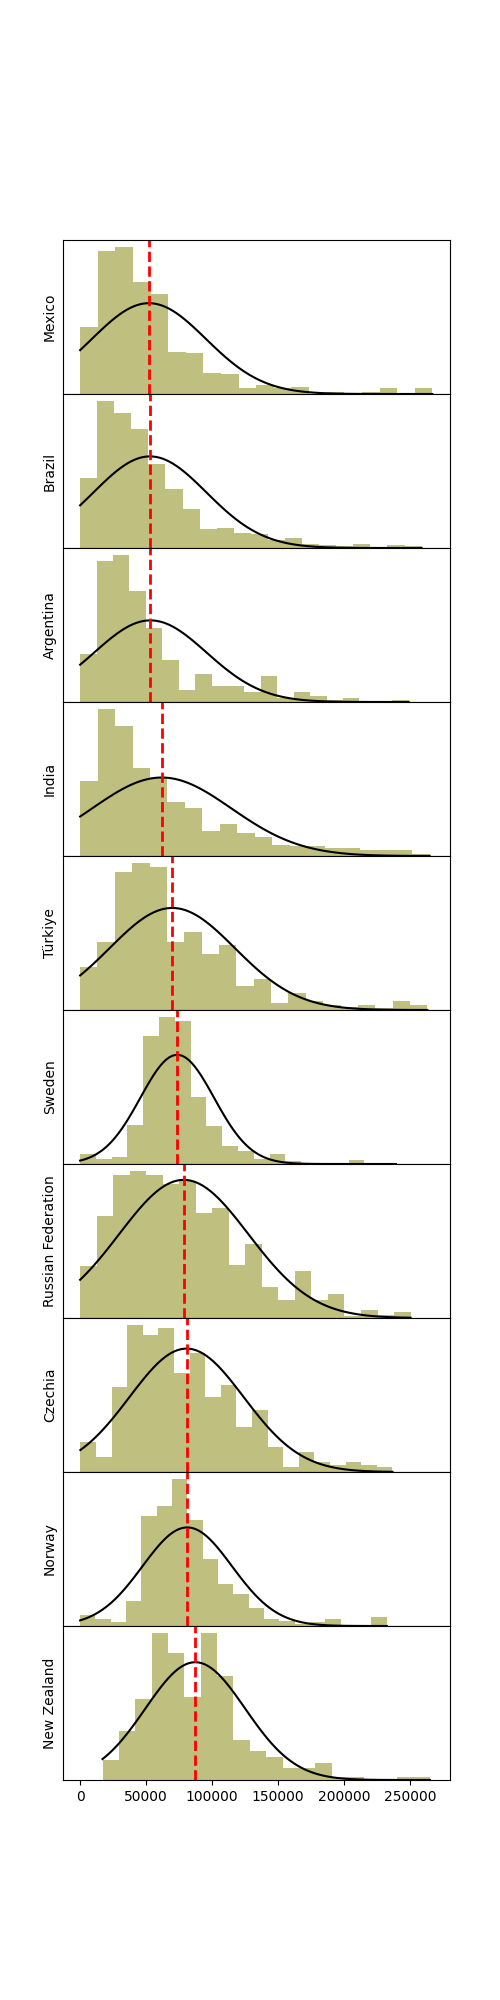 Mexico
Brazil
Argentina
India
Türkiye
Sweden
Russian Federation
Czechia
Norway
New Zealand
0 50000 100000 150000 200000 250000